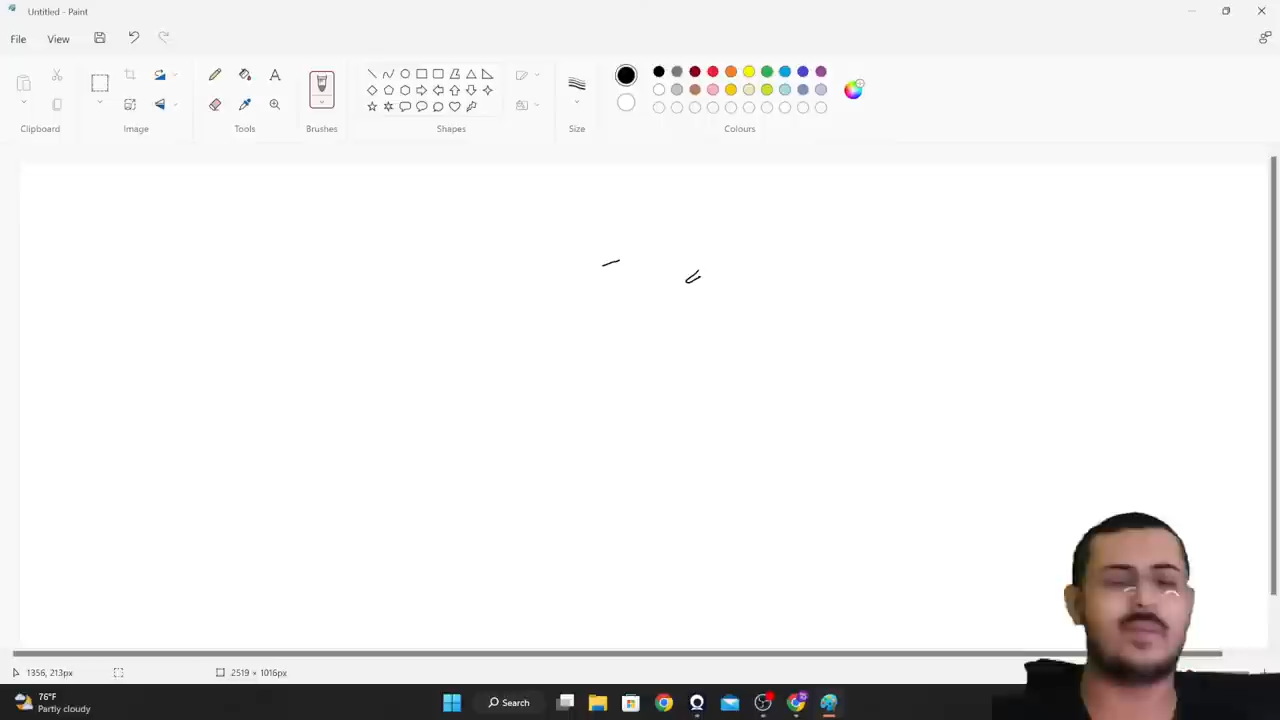 Untitled - Paint
File View
Clipboard Image Tools Brushes Shapes Size Colours
1356, 213px 2519 × 1016px
76°F
Partly cloudy
Search